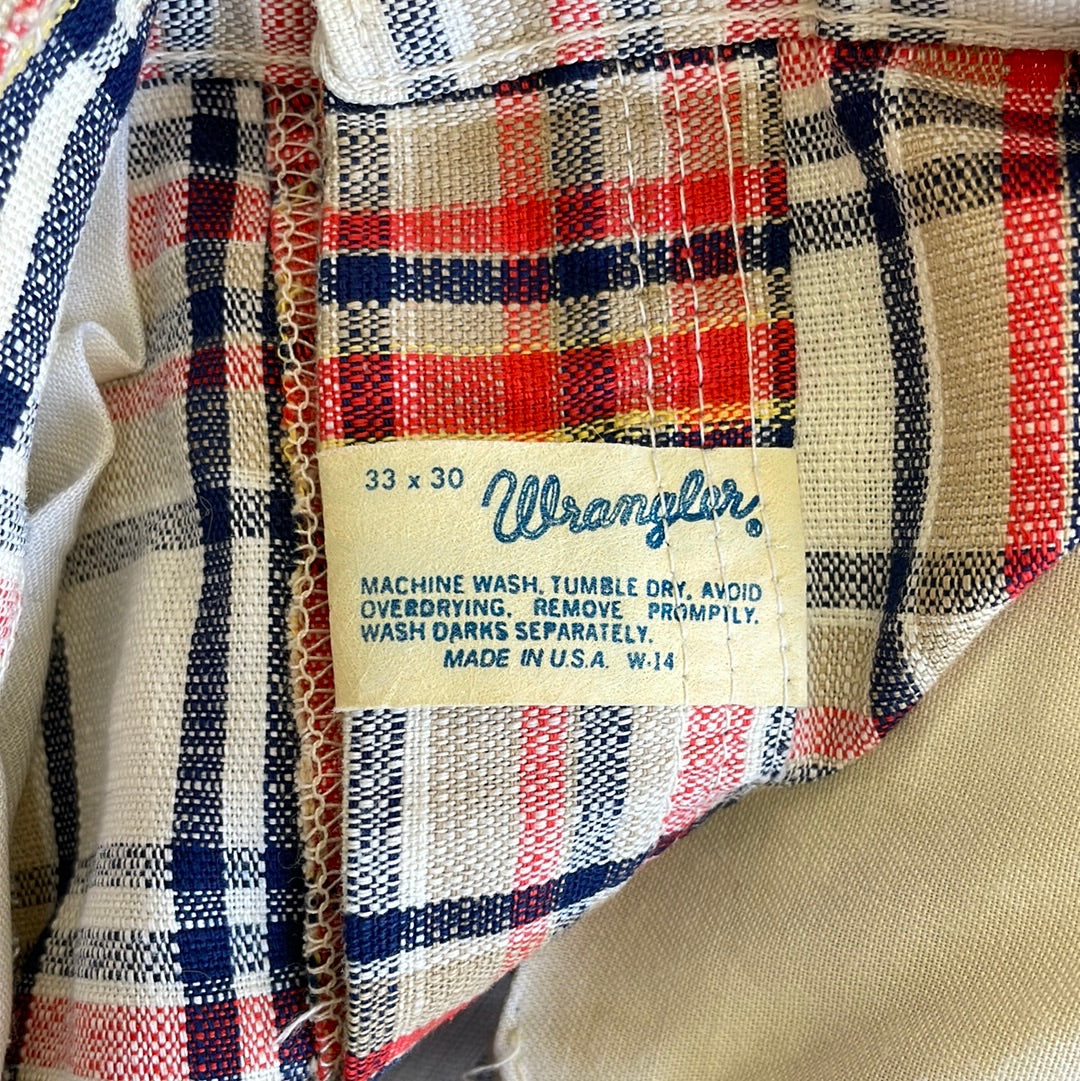 33 x 30 Wrangler®
MACHINE WASH, TUMBLE DRY, AVOID
OVERDRYING. REMOVE PROMPTLY.
WASH DARKS SEPARATELY.
MADE IN U.S.A. W-14